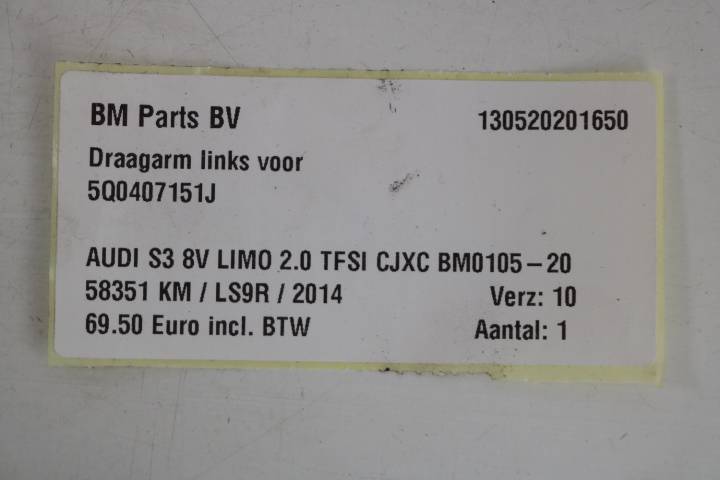 BM Parts BV 130520201650
Draagarm links voor
5Q0407151J
AUDI S3 8V LIMO 2.0 TFSI CJXC BM0105-20
58351 KM / LS9R / 2014 Verz: 10
69.50 Euro incl. BTW Aantal: 1